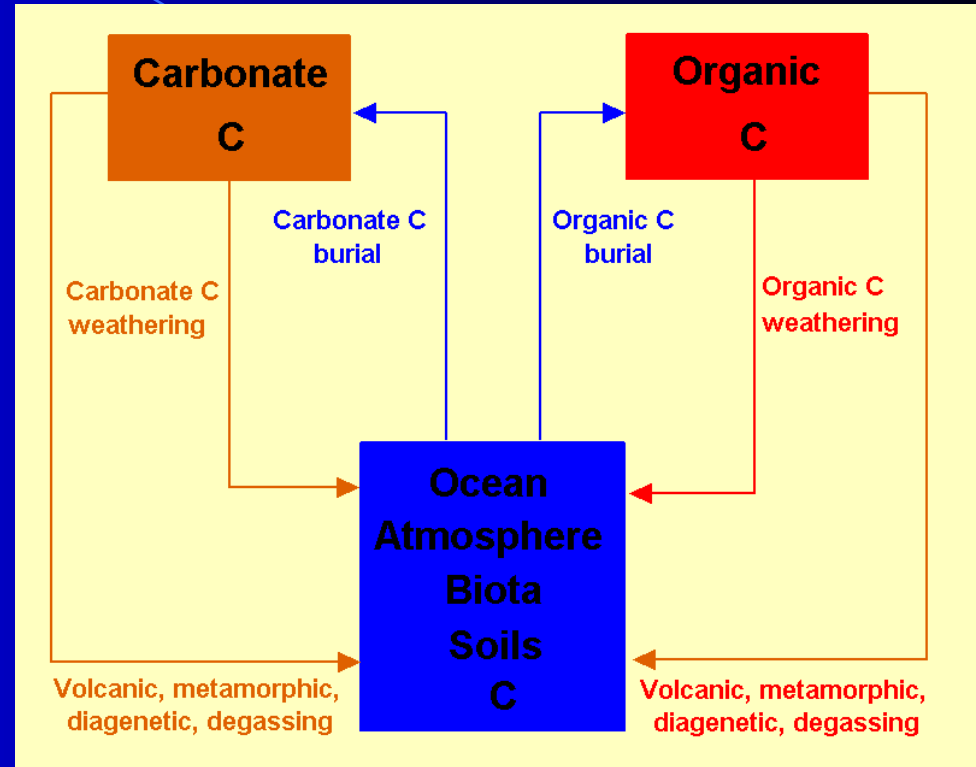 Carbonate
C
Organic
C
Carbonate C
burial
Organic C
burial
Carbonate C
weathering
Organic C
weathering
Ocean
Atmosphere
Biota
Soils
C
Volcanic, metamorphic,
diagenetic, degassing
Volcanic, metamorphic,
diagenetic, degassing